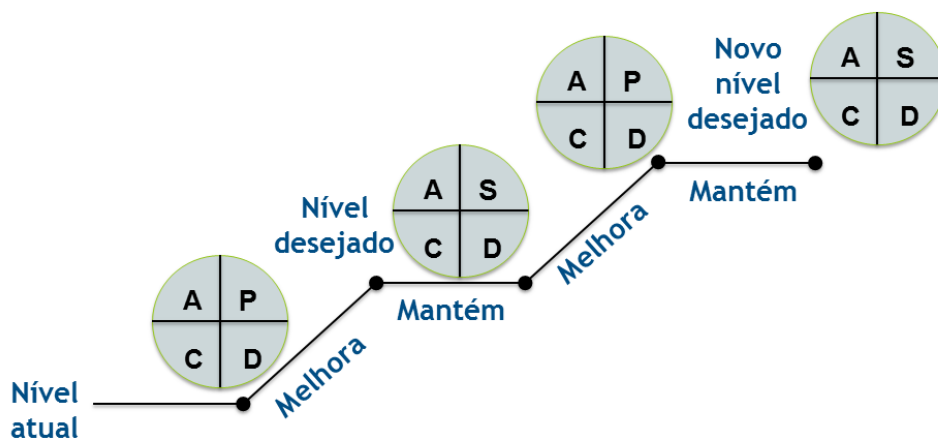 A P
C D
Novo
nível
desejado
A S
C D
Mantém
Melhora
A S
C D
Nível
desejado
Mantém
A P
C D
Melhora
Nível
atual